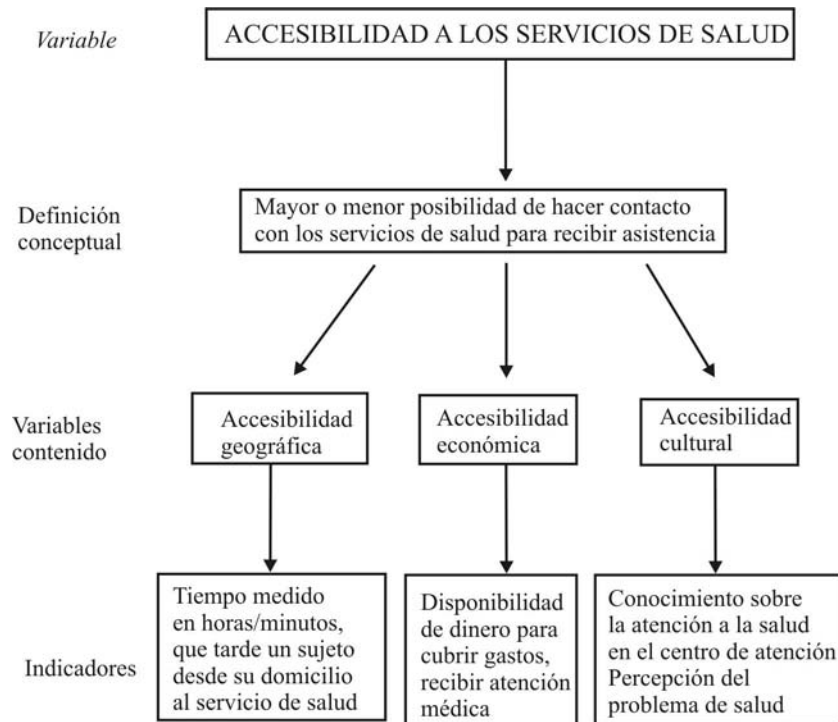 Variable
ACCESIBILIDAD A LOS SERVICIOS DE SALUD
Definición
conceptual
Mayor o menor posibilidad de hacer contacto
con los servicios de salud para recibir asistencia
Variables
contenido
Accesibilidad
geográfica
Accesibilidad
económica
Accesibilidad
cultural
Indicadores
Tiempo medido
en horas/minutos,
que tarde un sujeto
desde su domicilio
al servicio de salud
Disponibilidad
de dinero para
cubrir gastos,
recibir atención
médica
Conocimiento sobre
la atención a la salud
en el centro de atención
Percepción del
problema de salud